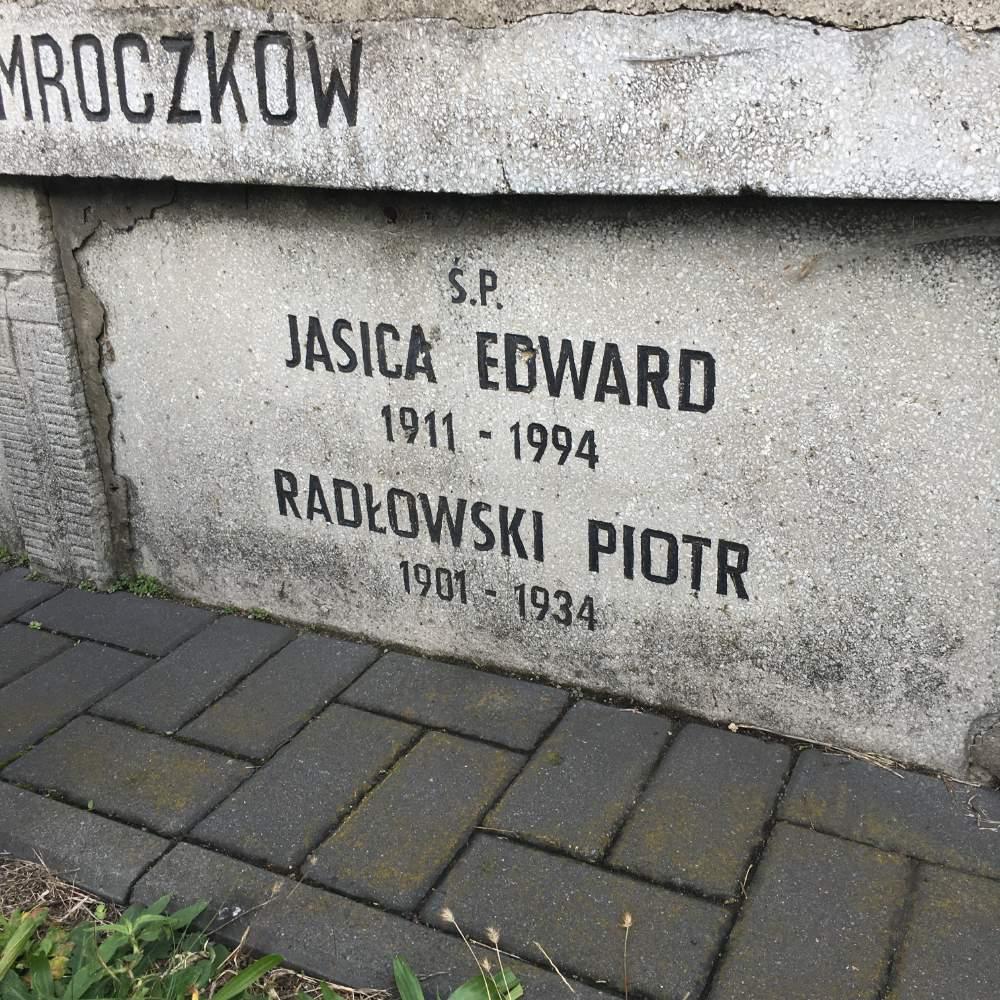 MROCZKÓW
Ś.P.
JASICA EDWARD
1911 - 1994
RADŁOWSKI PIOTR
1901 - 1934